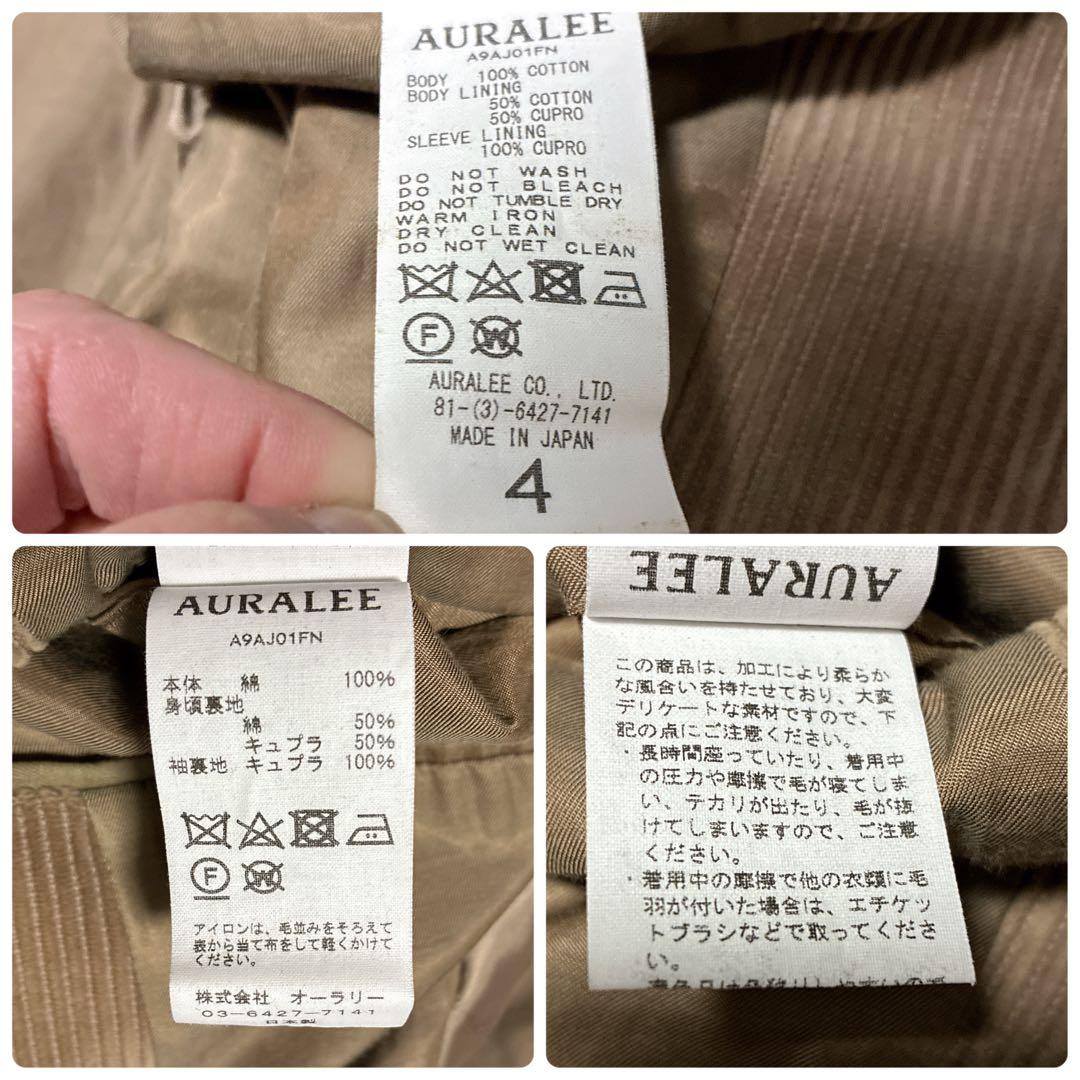 AURALEE
A9AJ01FN
BODY 100% COTTON
BODY LINING
50% COTTON
50% CUPRO
SLEEVE LINING
100% CUPRO
DO NOT WASH
DO NOT BLEACH
DO NOT TUMBLE DRY
WARM IRON
DRY CLEAN
DO NOT WET CLEAN
F W
AURALEE CO., LTD.
81-(3)-6427-7141
MADE IN JAPAN
4
AURALEE
A9AJ01FN
本体 綿 100%
身頃裏地
綿 50%
キュプラ 50%
袖裏地 キュプラ 100%
F W
アイロンは、毛並みをそろえて
表から当て布をして軽くかけて
ください。
株式会社 オーラリー
03-6427-7141
日本製
AURALEE
この商品は、加工により柔らか
な風合いを持たせており、大変
デリケートな素材ですので、下
記の点にご注意ください。
・長時間座っていたり、着用中
の圧力や摩擦で毛が寝てしま
い、テカリが出たり、毛が抜
けてしまいますので、ご注意
ください。
・着用中の摩擦で他の衣類に毛
羽が付いた場合は、エチケッ
トブラシなどで取ってくださ
い。